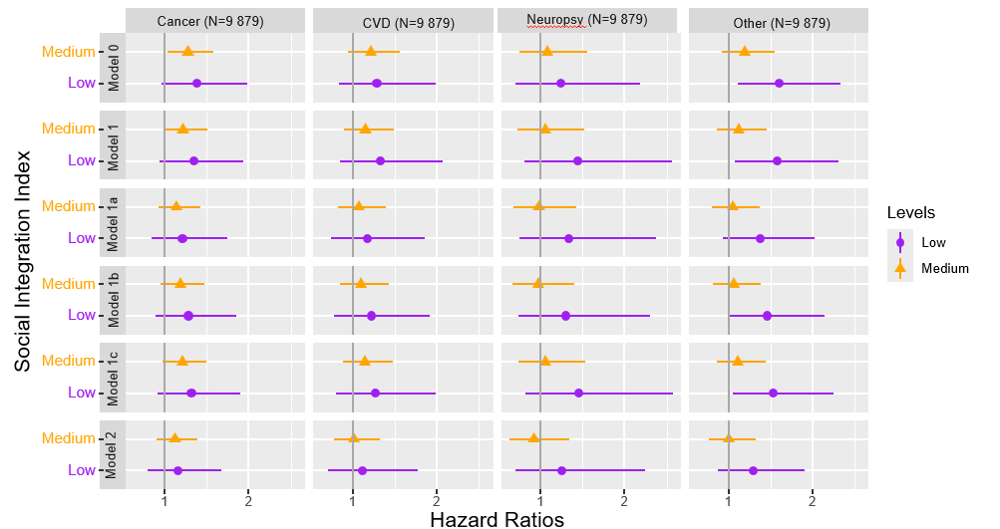 Cancer (N=9 879)
CVD (N=9 879)
Neuropsy (N=9 879)
Other (N=9 879)
Social Integration Index
Medium
Low
Model 0
Medium
Low
Model 1
Medium
Low
Model 1a
Medium
Low
Model 1b
Medium
Low
Model 1c
Medium
Low
Model 2
1 2 1 2 1 2 1 2
Hazard Ratios
Levels
Low
Medium